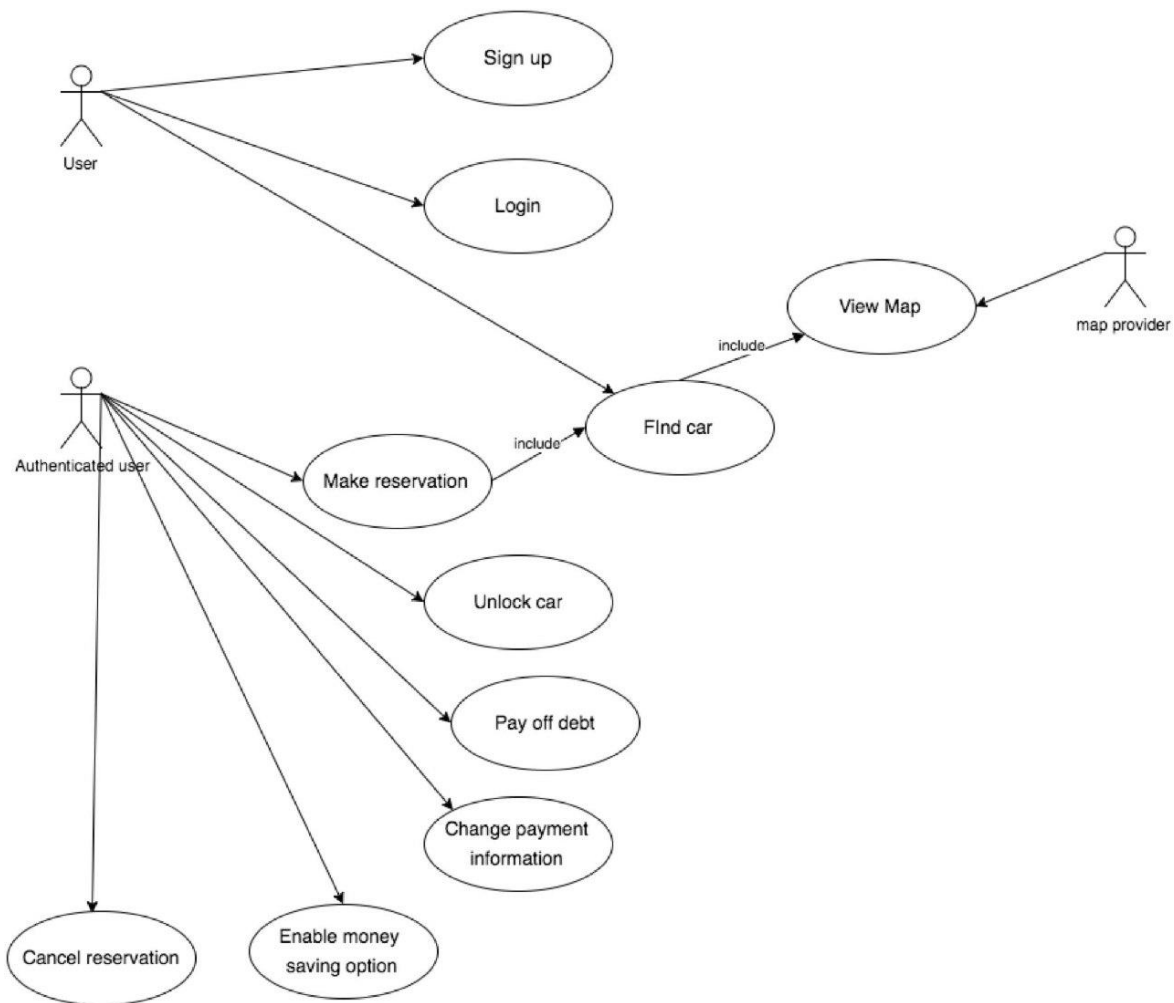 Sign up
User
Login
View Map
map provider
include
FInd car
include
Authenticated user
Make reservation
Unlock car
Pay off debt
Change payment
information
Cancel reservation
Enable money
saving option